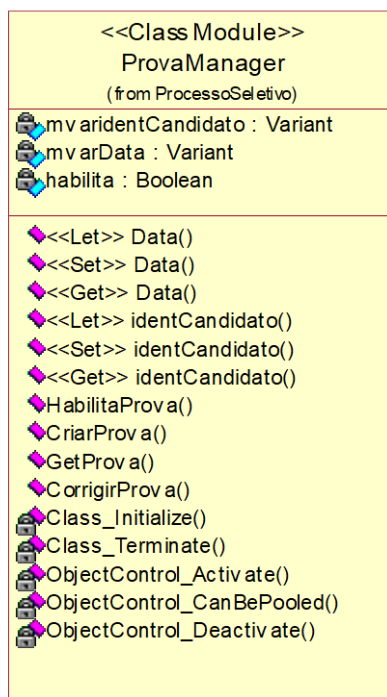 <<Class Module>>
ProvaManager
(from ProcessoSeletivo)
mvaridentCandidato : Variant
mvarData : Variant
habilita : Boolean
<<Let>> Data()
<<Set>> Data()
<<Get>> Data()
<<Let>> identCandidato()
<<Set>> identCandidato()
<<Get>> identCandidato()
HabilitaProva()
CriarProva()
GetProva()
CorrigirProva()
Class_Initialize()
Class_Terminate()
ObjectControl_Activate()
ObjectControl_CanBePooled()
ObjectControl_Deactivate()